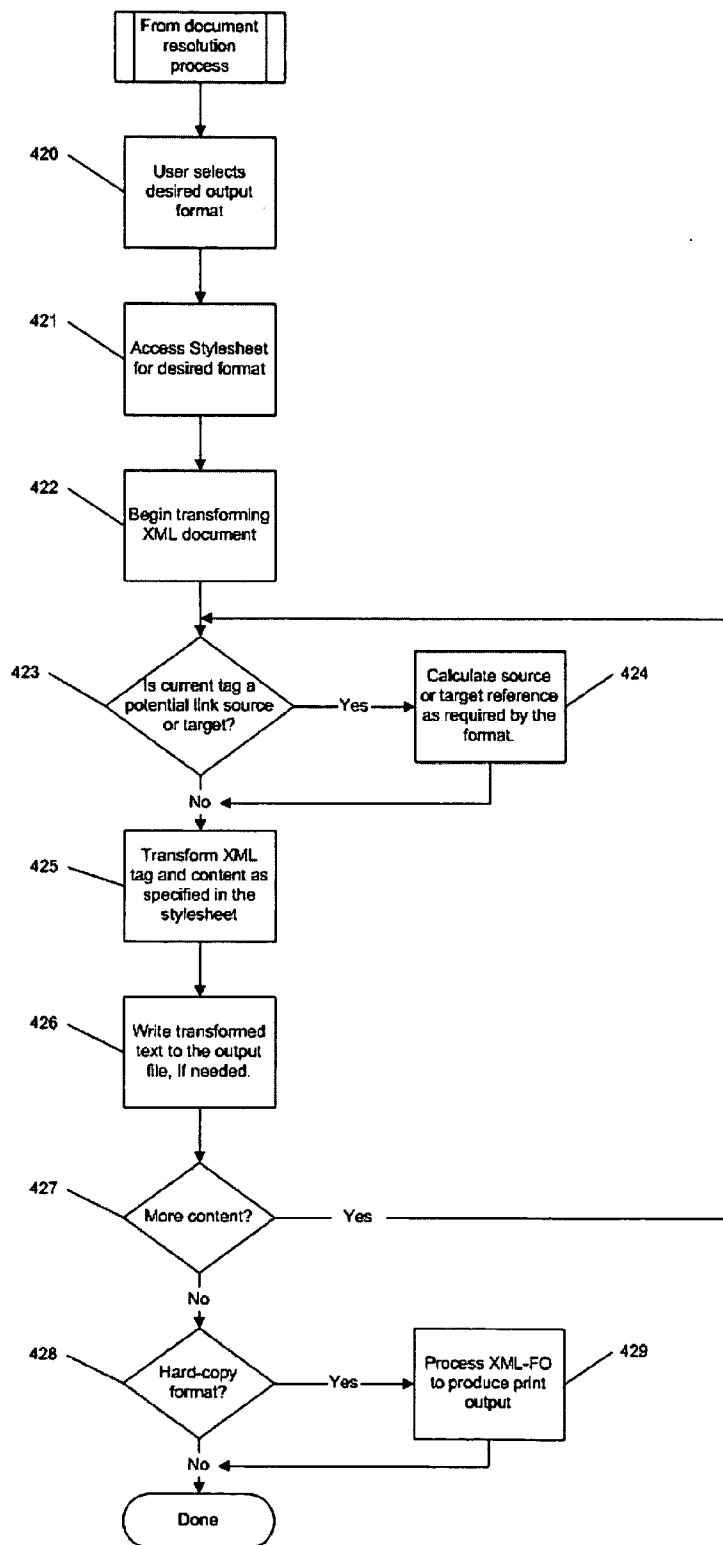 From document
resolution
process
420
User selects
desired output
format
421
Access Stylesheet
for desired format
422
Begin transforming
XML document
423
Is current tag a
potential link source
or target?
Yes
Calculate source
or target reference
as required by the
format.
424
No
425
Transform XML
tag and content as
specified in the
stylesheet
426
Write transformed
text to the output
file, If needed.
427
More content?
Yes
No
428
Hard-copy
format?
Yes
Process XML-FO
to produce print
output
429
No
Done